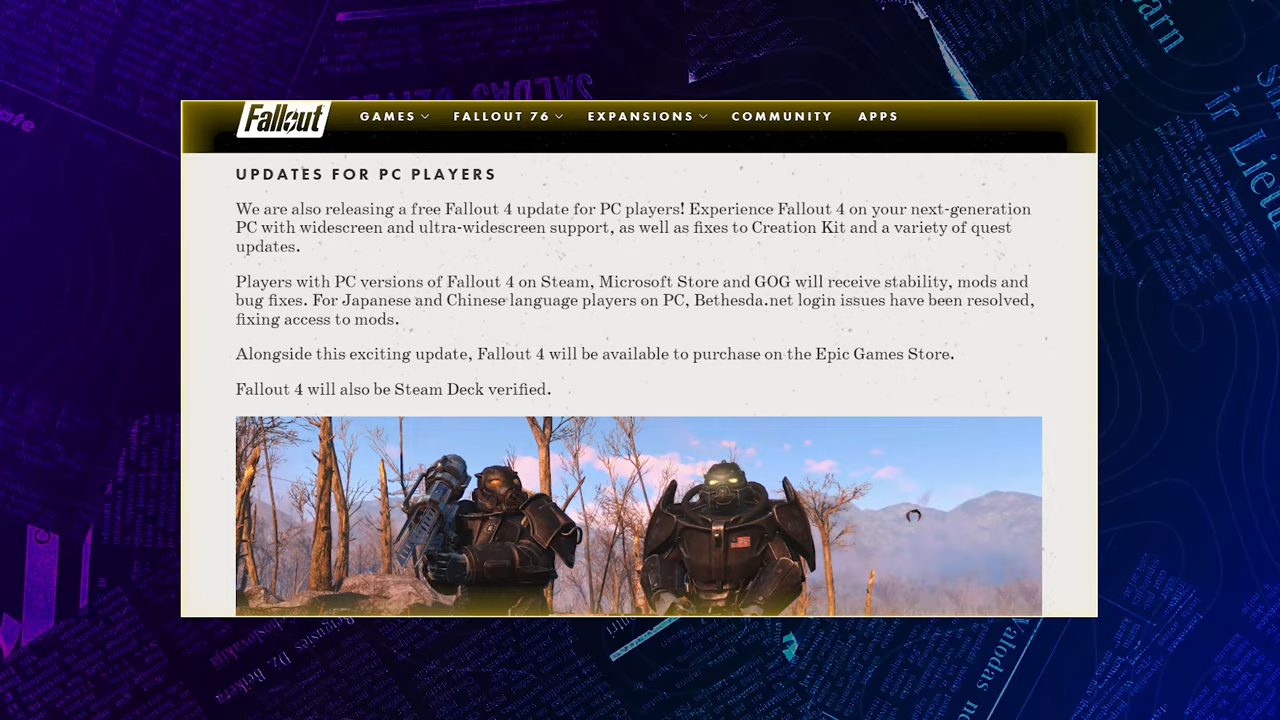 Fallout
GAMES FALLOUT 76 EXPANSIONS COMMUNITY APPS
UPDATES FOR PC PLAYERS
We are also releasing a free Fallout 4 update for PC players! Experience Fallout 4 on your next-generation
PC with widescreen and ultra-widescreen support, as well as fixes to Creation Kit and a variety of quest
updates.
Players with PC versions of Fallout 4 on Steam, Microsoft Store and GOG will receive stability, mods and
bug fixes. For Japanese and Chinese language players on PC, Bethesda.net login issues have been resolved,
fixing access to mods.
Alongside this exciting update, Fallout 4 will be available to purchase on the Epic Games Store.
Fallout 4 will also be Steam Deck verified.